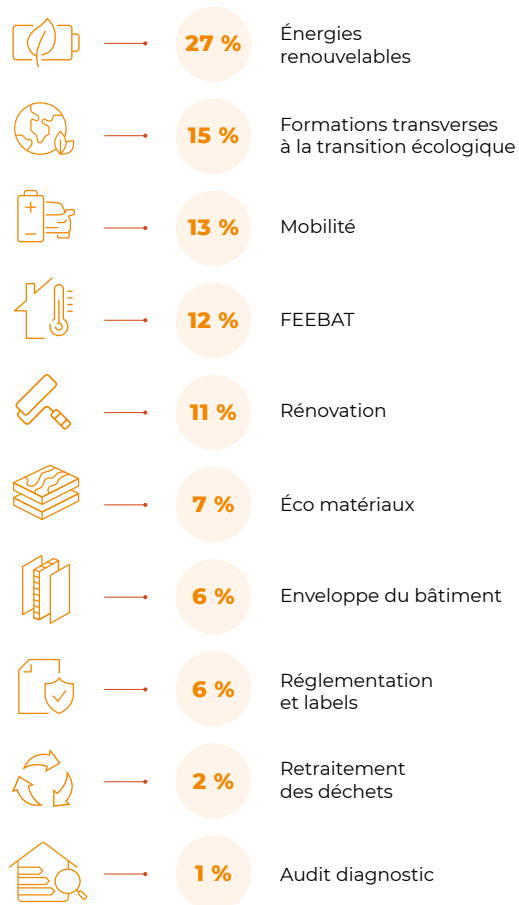 27 %
Énergies
renouvelables
15 %
Formations transverses
à la transition écologique
13 %
Mobilité
12 %
FEEBAT
11 %
Rénovation
7 %
Éco matériaux
6 %
Enveloppe du bâtiment
6 %
Réglementation
et labels
2 %
Retraitement
des déchets
1 %
Audit diagnostic